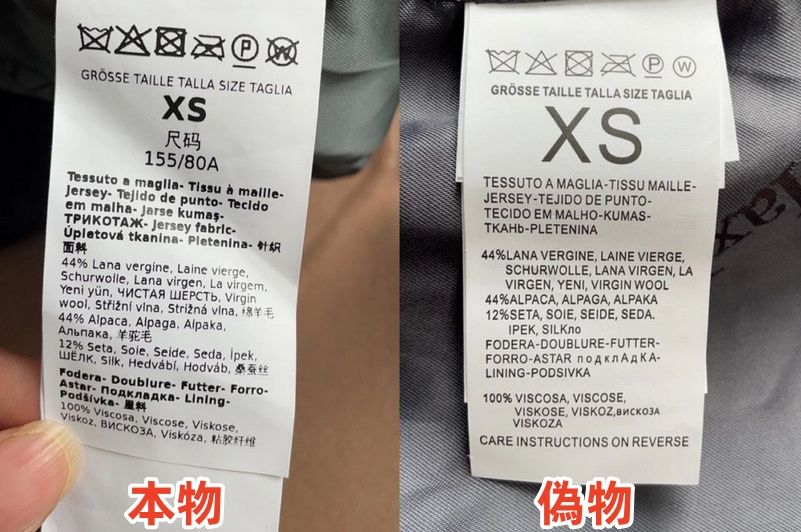 GRÖSSE TAILLE TALLA SIZE TAGLIA
XS
尺码
155/80A
Tessuto a maglia- Tissu à maille-
Jersey- Tejido de punto- Tecido
em malha- Jarse kumaş-
ТРИКОТАЖ- Jersey fabric-
Úpletová tkanina- Pletenina- 针织
面料
44% Lana vergine, Laine vierge,
Schurwolle, Lana virgen, La virgem,
Yeni yün, ЧИСТАЯ ШЕРСТЬ, Virgin
wool, Střižní vlna, Strižná vlna, 绵羊毛
44% Alpaca, Alpaga, Alpaka,
Альпака, 羊驼毛
12% Seta, Soie, Seide, Seda, İpek,
ШЁЛК, Silk, Hedvábí, Hodváb, 桑蚕丝
Fodera- Doublure- Futter- Forro-
Astar- Подкладка- Lining-
Podšívka- 里料
100% Viscosa, Viscose, Viskose,
Viskoz, ВИСКОЗА, Viskóza, 粘胶纤维
本物
GRÖSSE TAILLE TALLA SIZE TAGLIA
XS
TESSUTO A MAGLIA-TISSU MAILLE-
JERSEY-TEJIDO DE PUNTO-
TECIDO EM MALHO-KUMAS-
TKAHЬ-PLETENINA
44%LANA VERGINE, LAINE VIERGE,
SCHURWOLLE, LANA VIRGEN, LA
VIRGEN, YENI, VIRGIN WOOL
44%ALPACA, ALPAGA, ALPAKA
12%SETA, SOIE, SEIDE, SEDA.
IPEK, SILKло
FODERA-DOUBLURE-FUTTER-
FORRO-ASTAR подклАдКА-
LINING-PODSIVKA
100% VISCOSA, VISCOSE,
VISKOSE, VISKOZ,вискоза
VISKOZA
CARE INSTRUCTIONS ON REVERSE
偽物